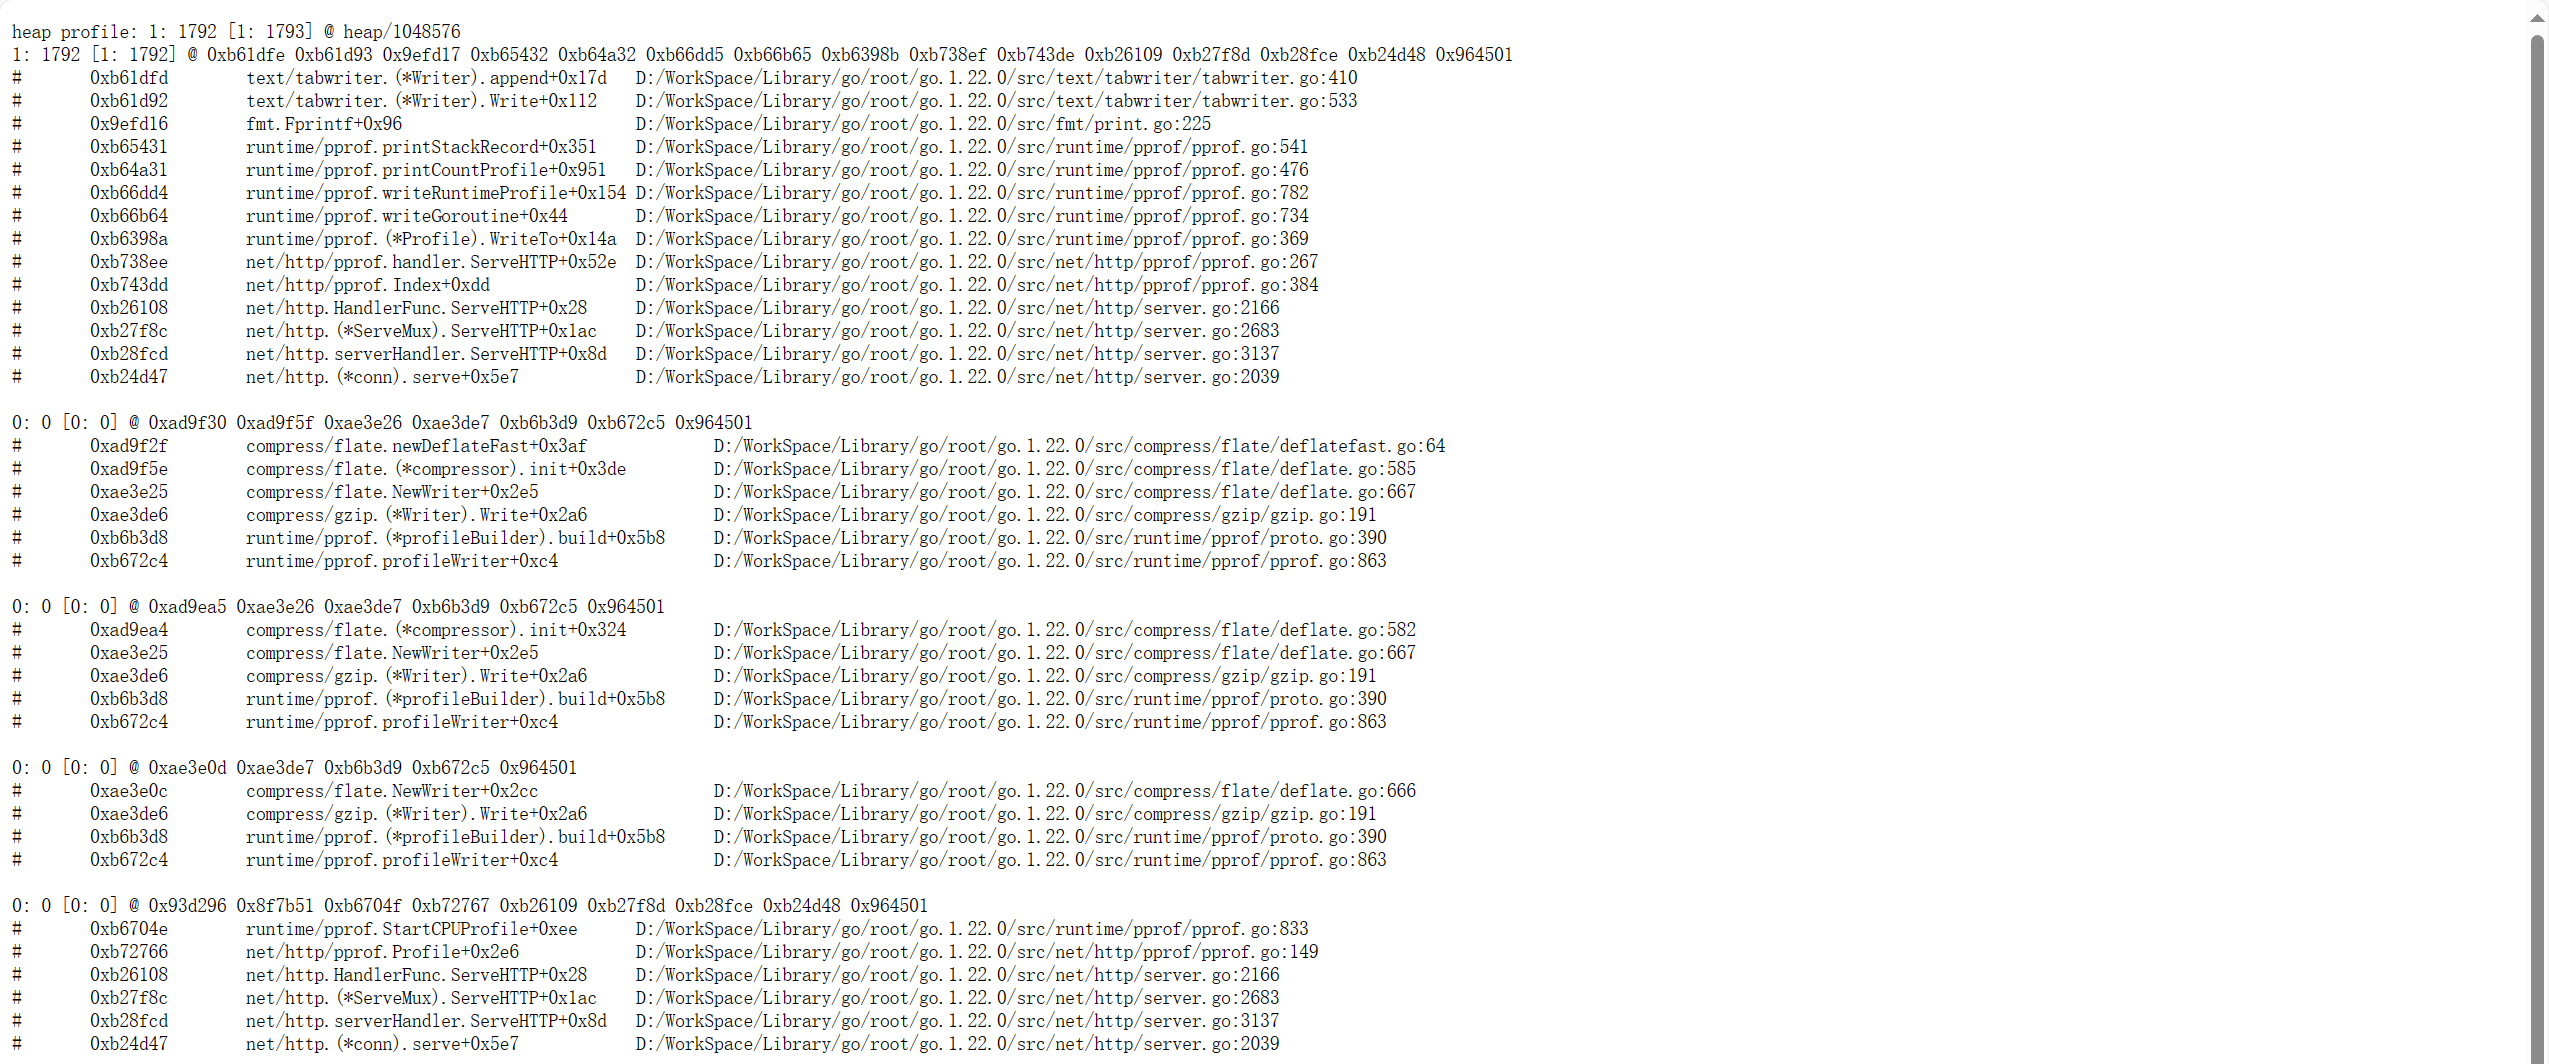 heap profile: 1: 1792 [1: 1793] @ heap/1048576
1: 1792 [1: 1792] @ 0xb61dfe 0xb61d93 0x9efd17 0xb65432 0xb64a32 0xb66dd5 0xb66b65 0xb6398b 0xb738ef 0xb743de 0xb26109 0xb27f8d 0xb28fce 0xb24d48 0x964501
# 0xb61dfd text/tabwriter.(*Writer).append+0x17d D:/WorkSpace/Library/go/root/go.1.22.0/src/text/tabwriter/tabwriter.go:410
# 0xb61d92 text/tabwriter.(*Writer).Write+0x112 D:/WorkSpace/Library/go/root/go.1.22.0/src/text/tabwriter/tabwriter.go:533
# 0x9efd16 fmt.Fprintf+0x96 D:/WorkSpace/Library/go/root/go.1.22.0/src/fmt/print.go:225
# 0xb65431 runtime/pprof.printStackRecord+0x351 D:/WorkSpace/Library/go/root/go.1.22.0/src/runtime/pprof/pprof.go:541
# 0xb64a31 runtime/pprof.printCountProfile+0x951 D:/WorkSpace/Library/go/root/go.1.22.0/src/runtime/pprof/pprof.go:476
# 0xb66dd4 runtime/pprof.writeRuntimeProfile+0x154 D:/WorkSpace/Library/go/root/go.1.22.0/src/runtime/pprof/pprof.go:782
# 0xb66b64 runtime/pprof.writeGoroutine+0x44 D:/WorkSpace/Library/go/root/go.1.22.0/src/runtime/pprof/pprof.go:734
# 0xb6398a runtime/pprof.(*Profile).WriteTo+0x14a D:/WorkSpace/Library/go/root/go.1.22.0/src/runtime/pprof/pprof.go:369
# 0xb738ee net/http/pprof.handler.ServeHTTP+0x52e D:/WorkSpace/Library/go/root/go.1.22.0/src/net/http/pprof/pprof.go:267
# 0xb743dd net/http/pprof.Index+0xdd D:/WorkSpace/Library/go/root/go.1.22.0/src/net/http/pprof/pprof.go:384
# 0xb26108 net/http.HandlerFunc.ServeHTTP+0x28 D:/WorkSpace/Library/go/root/go.1.22.0/src/net/http/server.go:2166
# 0xb27f8c net/http.(*ServeMux).ServeHTTP+0x1ac D:/WorkSpace/Library/go/root/go.1.22.0/src/net/http/server.go:2683
# 0xb28fcd net/http.serverHandler.ServeHTTP+0x8d D:/WorkSpace/Library/go/root/go.1.22.0/src/net/http/server.go:3137
# 0xb24d47 net/http.(*conn).serve+0x5e7 D:/WorkSpace/Library/go/root/go.1.22.0/src/net/http/server.go:2039
0: 0 [0: 0] @ 0xad9f30 0xad9f5f 0xae3e26 0xae3de7 0xb6b3d9 0xb672c5 0x964501
# 0xad9f2f compress/flate.newDeflateFast+0x3af D:/WorkSpace/Library/go/root/go.1.22.0/src/compress/flate/deflatefast.go:64
# 0xad9f5e compress/flate.(*compressor).init+0x3de D:/WorkSpace/Library/go/root/go.1.22.0/src/compress/flate/deflate.go:585
# 0xae3e25 compress/flate.NewWriter+0x2e5 D:/WorkSpace/Library/go/root/go.1.22.0/src/compress/flate/deflate.go:667
# 0xae3de6 compress/gzip.(*Writer).Write+0x2a6 D:/WorkSpace/Library/go/root/go.1.22.0/src/compress/gzip/gzip.go:191
# 0xb6b3d8 runtime/pprof.(*profileBuilder).build+0x5b8 D:/WorkSpace/Library/go/root/go.1.22.0/src/runtime/pprof/proto.go:390
# 0xb672c4 runtime/pprof.profileWriter+0xc4 D:/WorkSpace/Library/go/root/go.1.22.0/src/runtime/pprof/pprof.go:863
0: 0 [0: 0] @ 0xad9ea5 0xae3e26 0xae3de7 0xb6b3d9 0xb672c5 0x964501
# 0xad9ea4 compress/flate.(*compressor).init+0x324 D:/WorkSpace/Library/go/root/go.1.22.0/src/compress/flate/deflate.go:582
# 0xae3e25 compress/flate.NewWriter+0x2e5 D:/WorkSpace/Library/go/root/go.1.22.0/src/compress/flate/deflate.go:667
# 0xae3de6 compress/gzip.(*Writer).Write+0x2a6 D:/WorkSpace/Library/go/root/go.1.22.0/src/compress/gzip/gzip.go:191
# 0xb6b3d8 runtime/pprof.(*profileBuilder).build+0x5b8 D:/WorkSpace/Library/go/root/go.1.22.0/src/runtime/pprof/proto.go:390
# 0xb672c4 runtime/pprof.profileWriter+0xc4 D:/WorkSpace/Library/go/root/go.1.22.0/src/runtime/pprof/pprof.go:863
0: 0 [0: 0] @ 0xae3e0d 0xae3de7 0xb6b3d9 0xb672c5 0x964501
# 0xae3e0c compress/flate.NewWriter+0x2cc D:/WorkSpace/Library/go/root/go.1.22.0/src/compress/flate/deflate.go:666
# 0xae3de6 compress/gzip.(*Writer).Write+0x2a6 D:/WorkSpace/Library/go/root/go.1.22.0/src/compress/gzip/gzip.go:191
# 0xb6b3d8 runtime/pprof.(*profileBuilder).build+0x5b8 D:/WorkSpace/Library/go/root/go.1.22.0/src/runtime/pprof/proto.go:390
# 0xb672c4 runtime/pprof.profileWriter+0xc4 D:/WorkSpace/Library/go/root/go.1.22.0/src/runtime/pprof/pprof.go:863
0: 0 [0: 0] @ 0x93d296 0x8f7b51 0xb6704f 0xb72767 0xb26109 0xb27f8d 0xb28fce 0xb24d48 0x964501
# 0xb6704e runtime/pprof.StartCPUProfile+0xee D:/WorkSpace/Library/go/root/go.1.22.0/src/runtime/pprof/pprof.go:833
# 0xb72766 net/http/pprof.Profile+0x2e6 D:/WorkSpace/Library/go/root/go.1.22.0/src/net/http/pprof/pprof.go:149
# 0xb26108 net/http.HandlerFunc.ServeHTTP+0x28 D:/WorkSpace/Library/go/root/go.1.22.0/src/net/http/server.go:2166
# 0xb27f8c net/http.(*ServeMux).ServeHTTP+0x1ac D:/WorkSpace/Library/go/root/go.1.22.0/src/net/http/server.go:2683
# 0xb28fcd net/http.serverHandler.ServeHTTP+0x8d D:/WorkSpace/Library/go/root/go.1.22.0/src/net/http/server.go:3137
# 0xb24d47 net/http.(*conn).serve+0x5e7 D:/WorkSpace/Library/go/root/go.1.22.0/src/net/http/server.go:2039